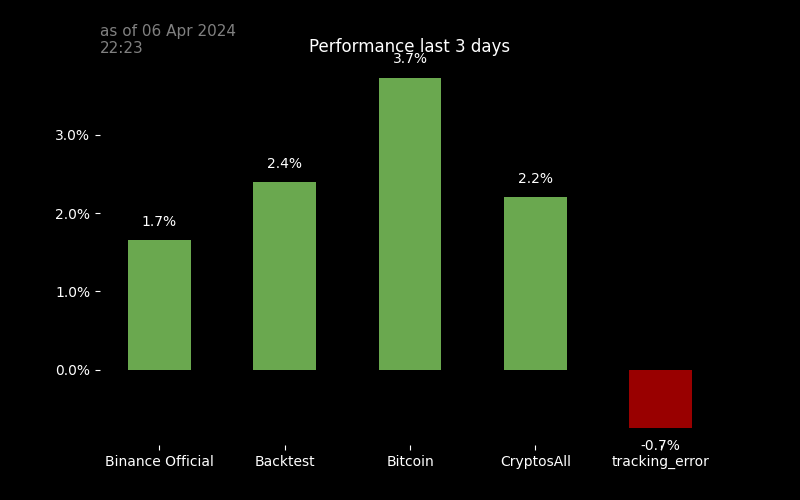 as of 06 Apr 2024
22:23
Performance last 3 days
3.7%
3.0%
2.4%
2.2%
2.0%
1.7%
1.0%
0.0%
-0.7%
Binance Official
Backtest
Bitcoin
CryptosAll
tracking_error